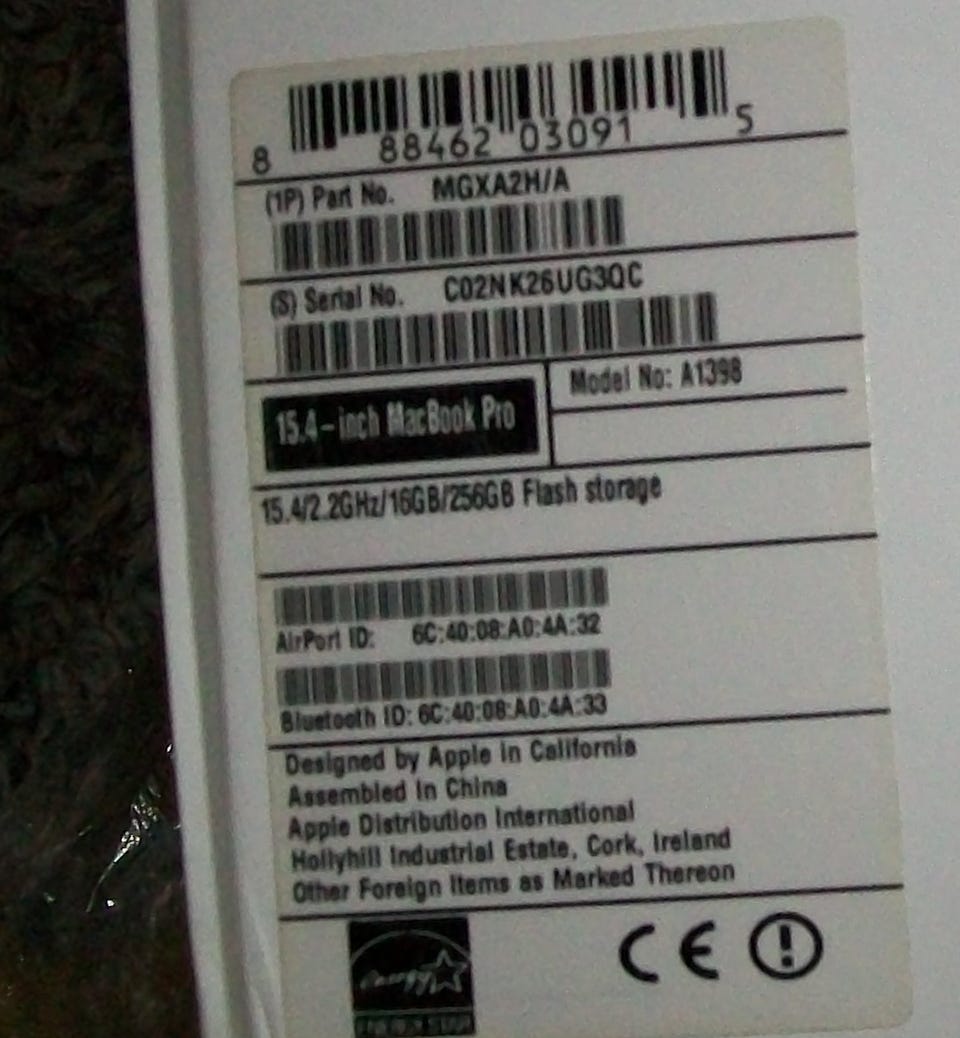 8 88462 03091 5
(1P) Part No. MGXA2H/A
(S) Serial No. C02NK26UG3QC
15.4-inch MacBook Pro
Model No: A1398
15.4/2.2GHz/16GB/256GB Flash storage
AirPort ID: 6C:40:08:A0:4A:32
Bluetooth ID: 6C:40:08:A0:4A:33
Designed by Apple in California
Assembled in China
Apple Distribution International
Hollyhill Industrial Estate, Cork, Ireland
Other Foreign Items as Marked Thereon
energy
CE
ENERGY STAR